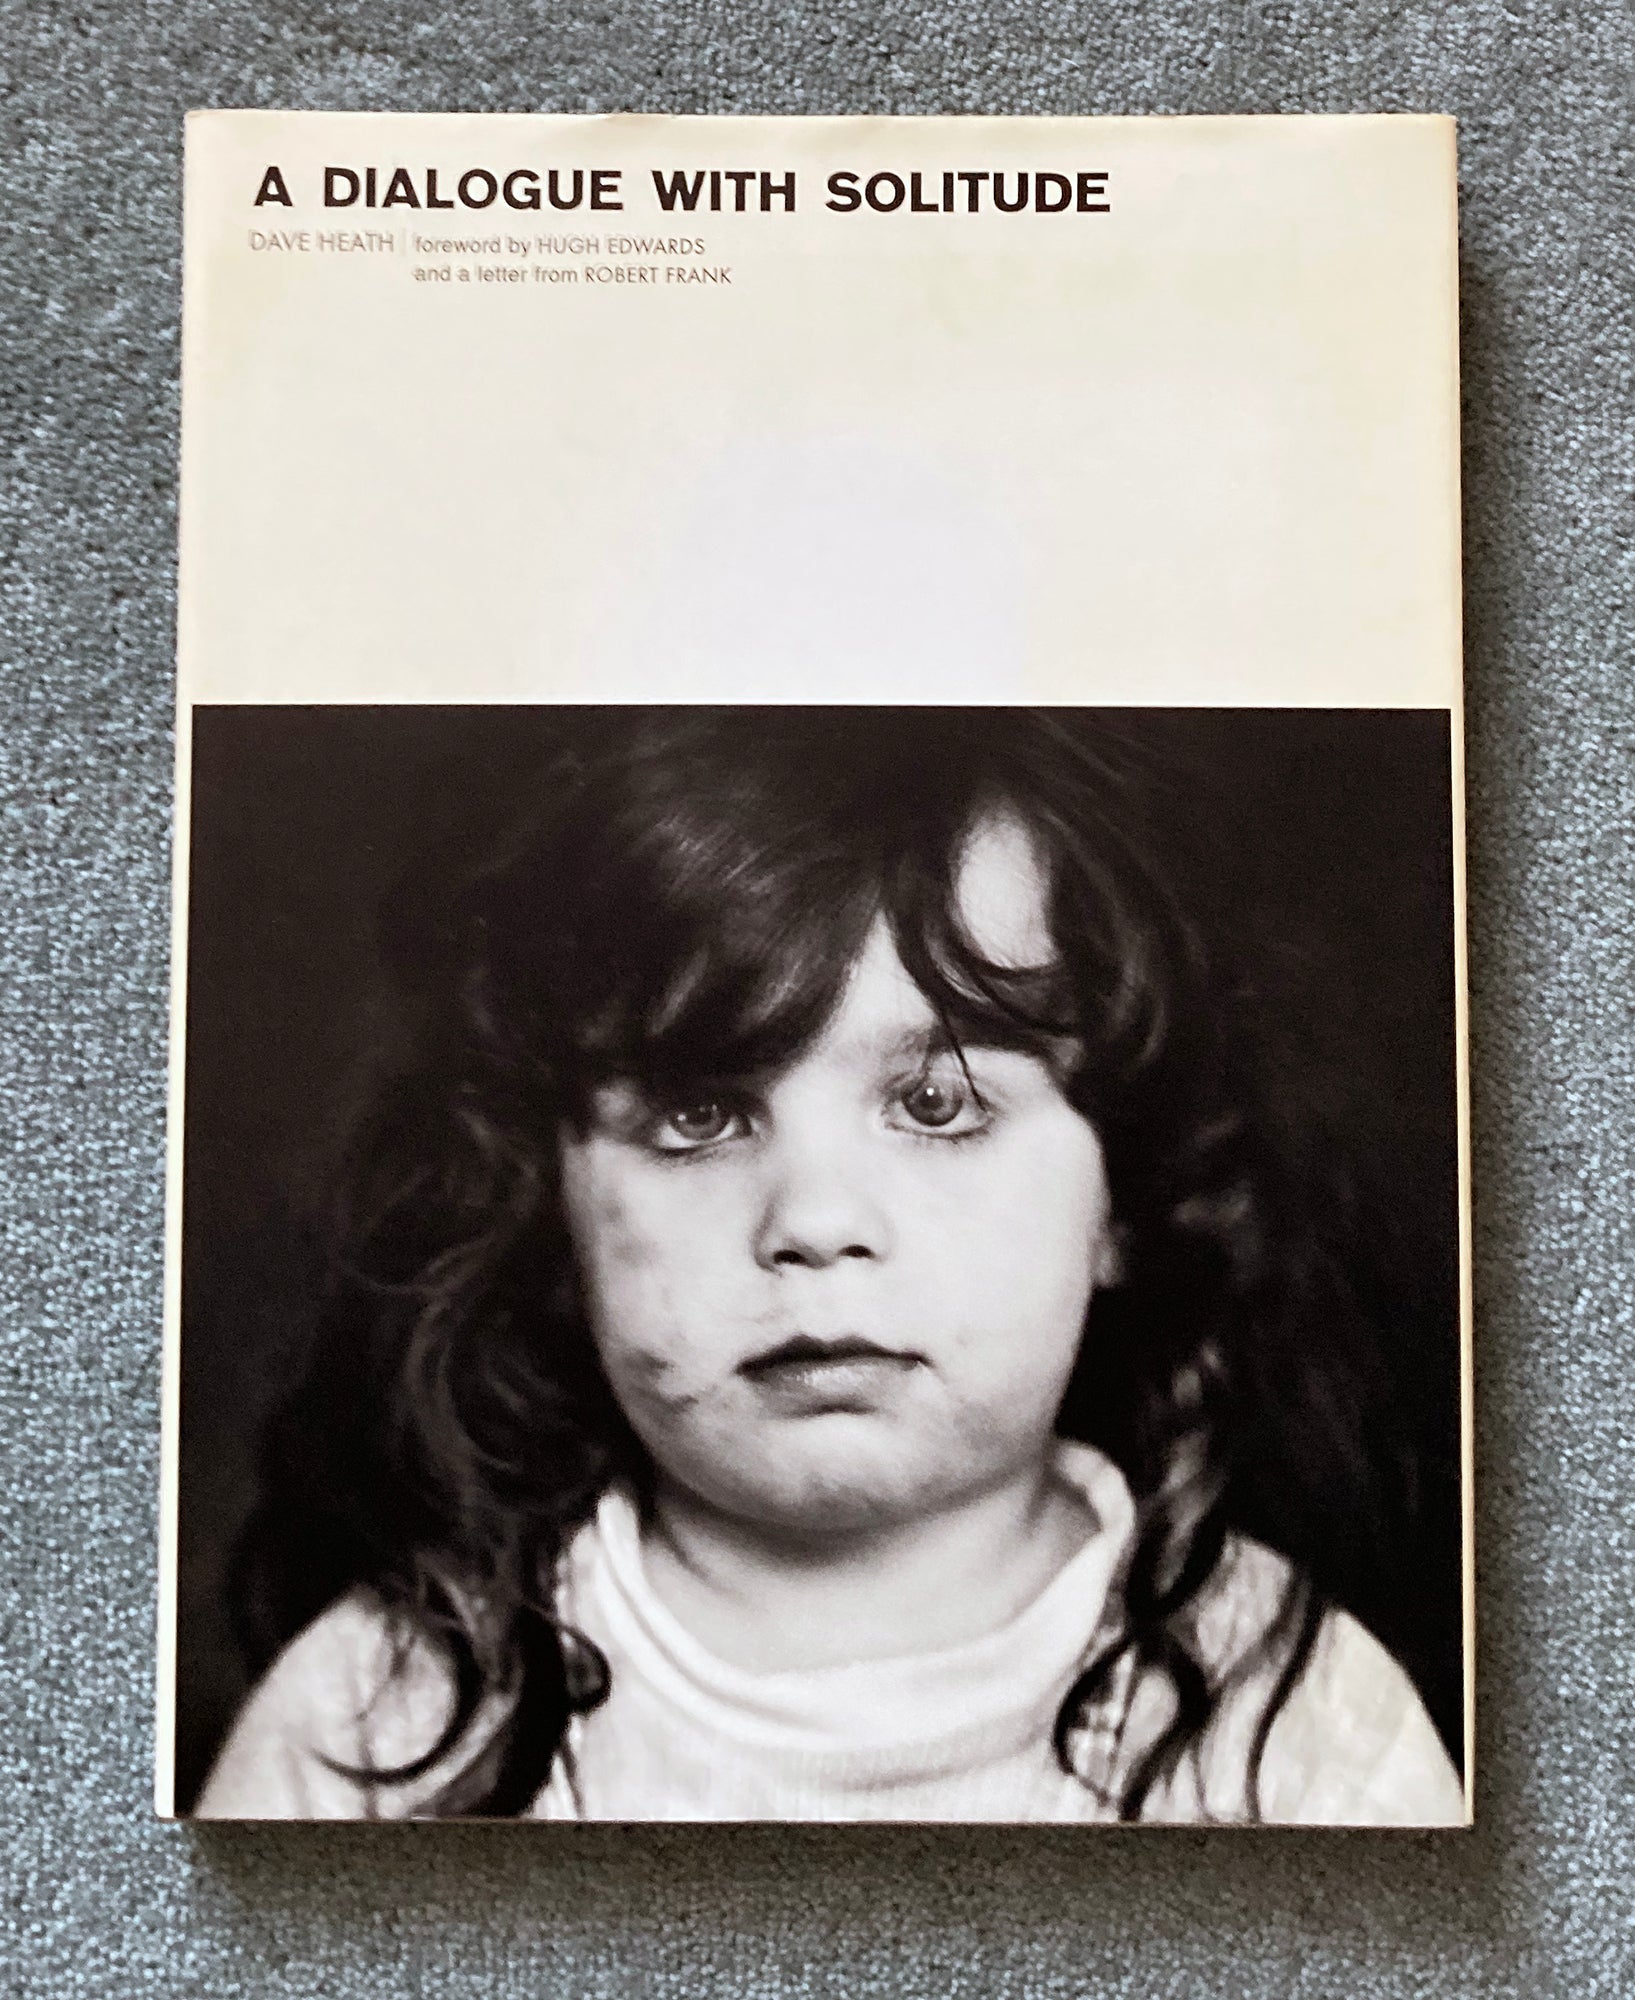 A DIALOGUE WITH SOLITUDE
DAVE HEATH | foreword by HUGH EDWARDS
and a letter from ROBERT FRANK